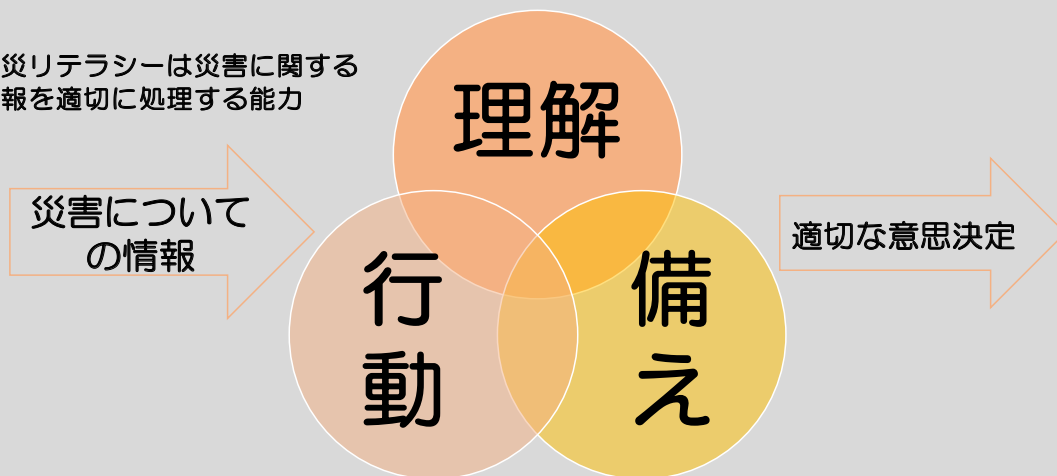 災リテラシーは災害に関する
報を適切に処理する能力
理解
災害について
の情報
行
動
備
え
適切な意思決定